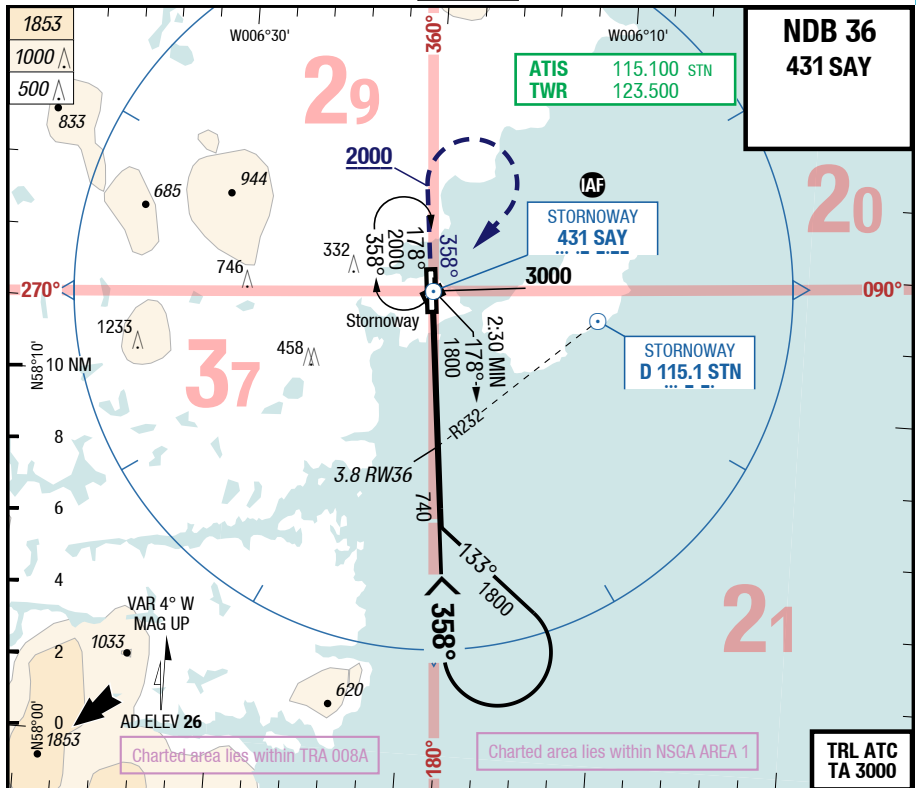 1853
1000
500
W006°30'
360°
W006°10'
NDB 36
431 SAY
ATIS 115.100 STN
TWR 123.500
833
29
2000
685
944
IAF
20
STORNOWAY
431 SAY
332
358°
2000
178°
358°
746
3000
270°
090°
Stornoway
1233
458
2:30 MIN
178°
1800
STORNOWAY
D 115.1 STN
N58°10'
10 NM
37
R232
8
3.8 RW36
740
6
133°
1800
4
VAR 4° W
MAG UP
358°
21
1033
2
620
N58°00'
0
AD ELEV 26
1853
Charted area lies within TRA 008A
180°
Charted area lies within NSGA AREA 1
TRL ATC
TA 3000